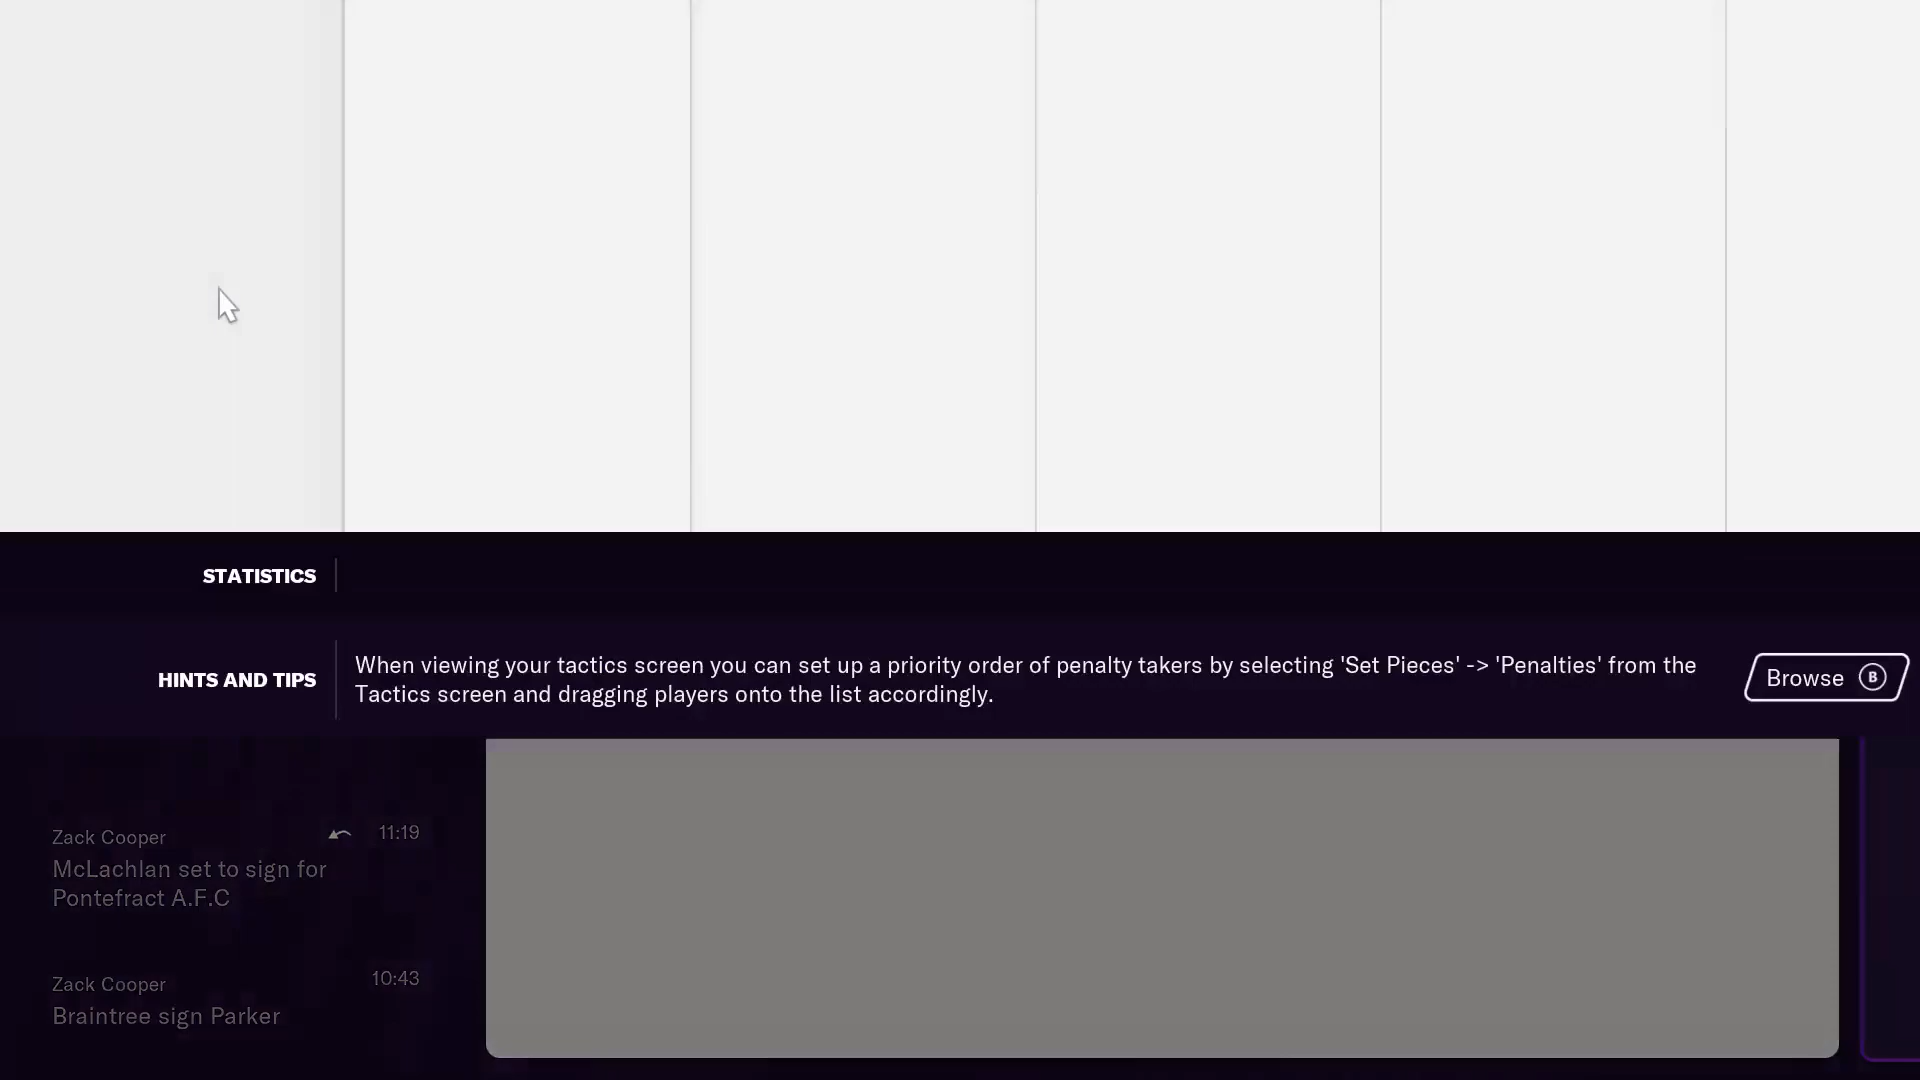 STATISTICS
HINTS AND TIPS
When viewing your tactics screen you can set up a priority order of penalty takers by selecting 'Set Pieces' -> 'Penalties' from the
Tactics screen and dragging players onto the list accordingly.
Browse B
Zack Cooper 11:19
McLachlan set to sign for
Pontefract A.F.C
Zack Cooper 10:43
Braintree sign Parker